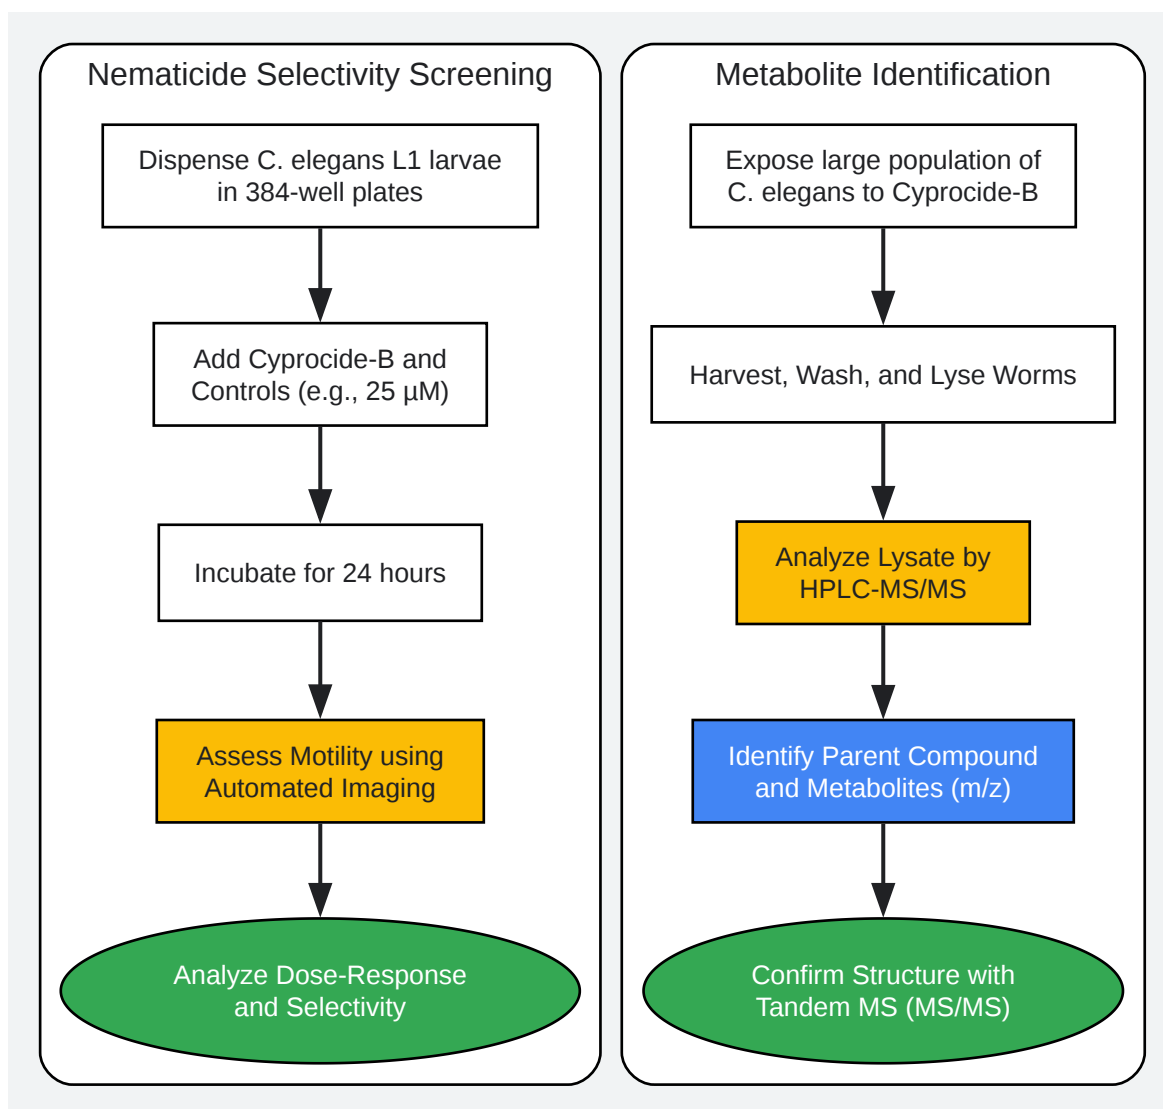 Nematicide Selectivity Screening
Dispense C. elegans L1 larvae
in 384-well plates
Add Cyprocide-B and
Controls (e.g., 25 µM)
Incubate for 24 hours
Assess Motility using
Automated Imaging
Analyze Dose-Response
and Selectivity
Metabolite Identification
Expose large population of
C. elegans to Cyprocide-B
Harvest, Wash, and Lyse Worms
Analyze Lysate by
HPLC-MS/MS
Identify Parent Compound
and Metabolites (m/z)
Confirm Structure with
Tandem MS (MS/MS)